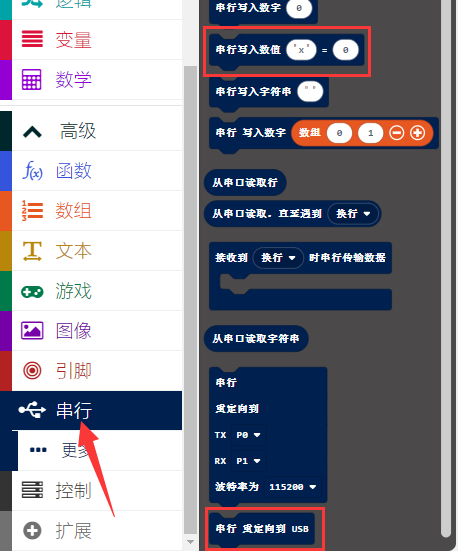 逻辑
变量
数学
高级
函数
数组
文本
游戏
图像
引脚
串行
更多
控制
扩展
串行写入数字 0
串行写入数值 'x' = 0
串行写入字符串 " "
串行 写入数字 数组 0 1
从串口读取行
从串口读取,直至遇到 换行
接收到 换行 时串行传输数据
从串口读取字符串
串行
重定向到
TX P0
RX P1
波特率为 115200
串行 重定向到 USB